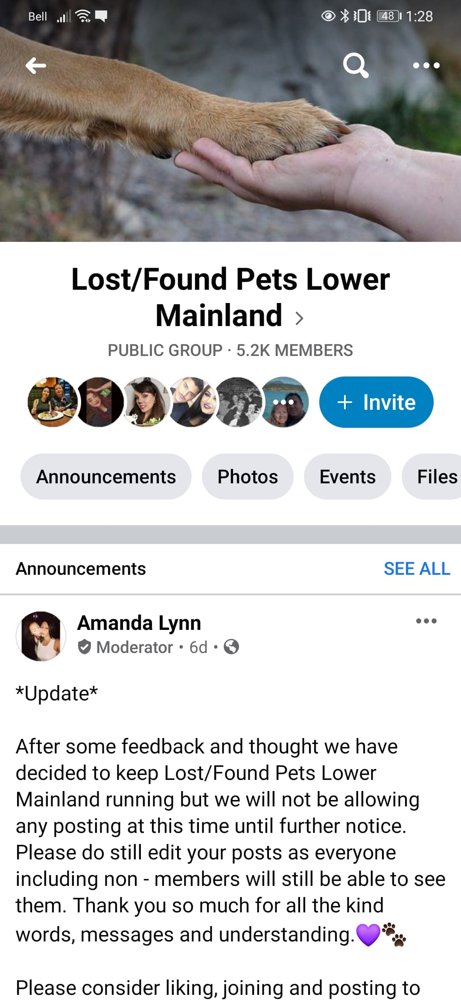 Bell 48 1:28
Lost/Found Pets Lower
Mainland
PUBLIC GROUP · 5.2K MEMBERS
+ Invite
Announcements Photos Events Files
Announcements SEE ALL
Amanda Lynn
Moderator • 6d •
*Update*
After some feedback and thought we have
decided to keep Lost/Found Pets Lower
Mainland running but we will not be allowing
any posting at this time until further notice.
Please do still edit your posts as everyone
including non - members will still be able to see
them. Thank you so much for all the kind
words, messages and understanding.💜🐾
Please consider liking, joining and posting to